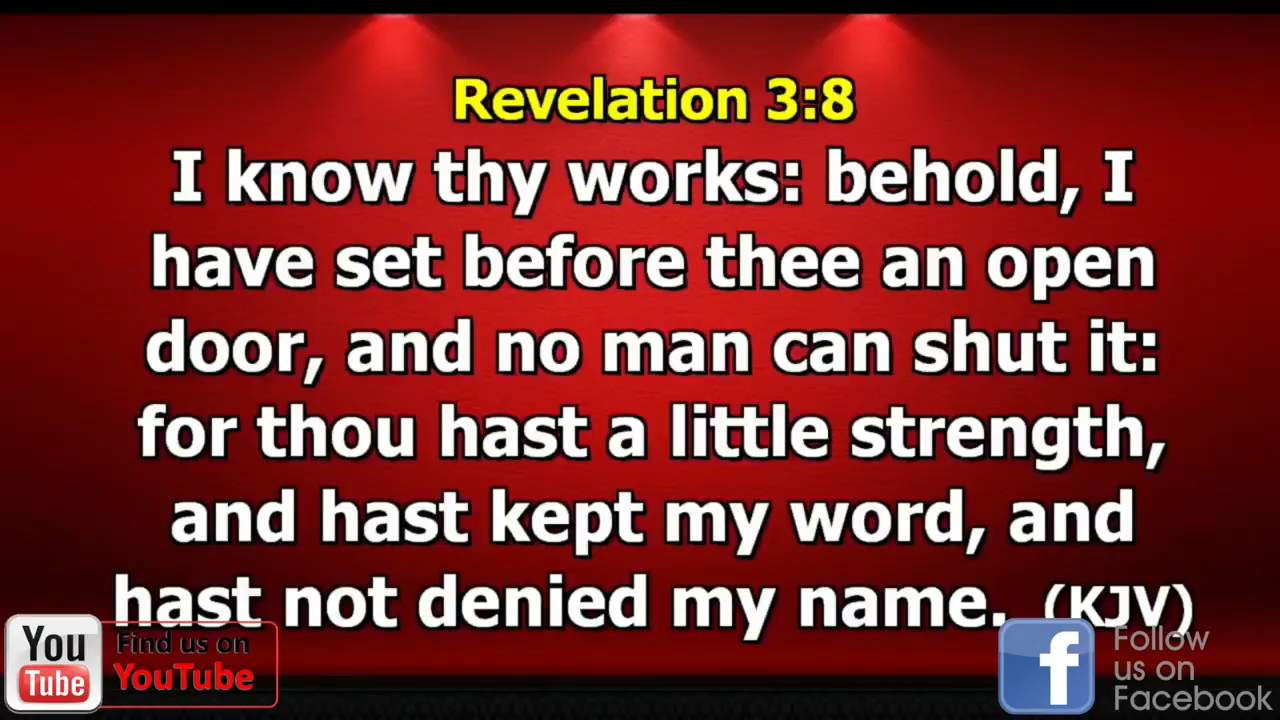 Revelation 3:8
I know thy works: behold, I
have set before thee an open
door, and no man can shut it:
for thou hast a little strength,
and hast kept my word, and
hast not denied my name. (KJV)
You
Tube
Find us on
YouTube
f
Follow
us on
Facebook